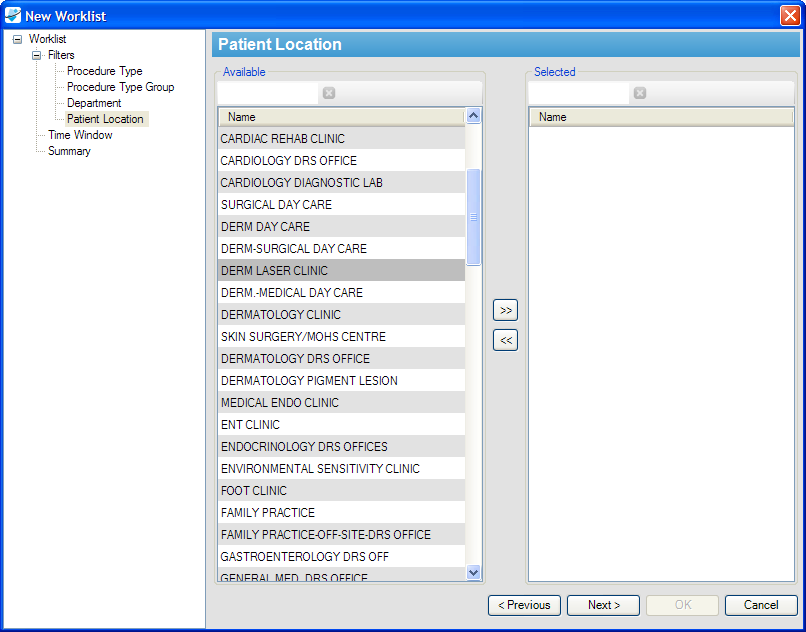 New Worklist
Worklist
Filters
Procedure Type
Procedure Type Group
Department
Patient Location
Time Window
Summary
Patient Location
Available
Name
CARDIAC REHAB CLINIC
CARDIOLOGY DRS OFFICE
CARDIOLOGY DIAGNOSTIC LAB
SURGICAL DAY CARE
DERM DAY CARE
DERM-SURGICAL DAY CARE
DERM LASER CLINIC
DERM.-MEDICAL DAY CARE
DERMATOLOGY CLINIC
SKIN SURGERY/MOHS CENTRE
DERMATOLOGY DRS OFFICE
DERMATOLOGY PIGMENT LESION
MEDICAL ENDO CLINIC
ENT CLINIC
ENDOCRINOLOGY DRS OFFICES
ENVIRONMENTAL SENSITIVITY CLINIC
FOOT CLINIC
FAMILY PRACTICE
FAMILY PRACTICE-OFF-SITE-DRS OFFICE
GASTROENTEROLOGY DRS OFF
GENERAL MED. DRS OFFICE
>>
<<
Selected
Name
< Previous
Next >
OK
Cancel